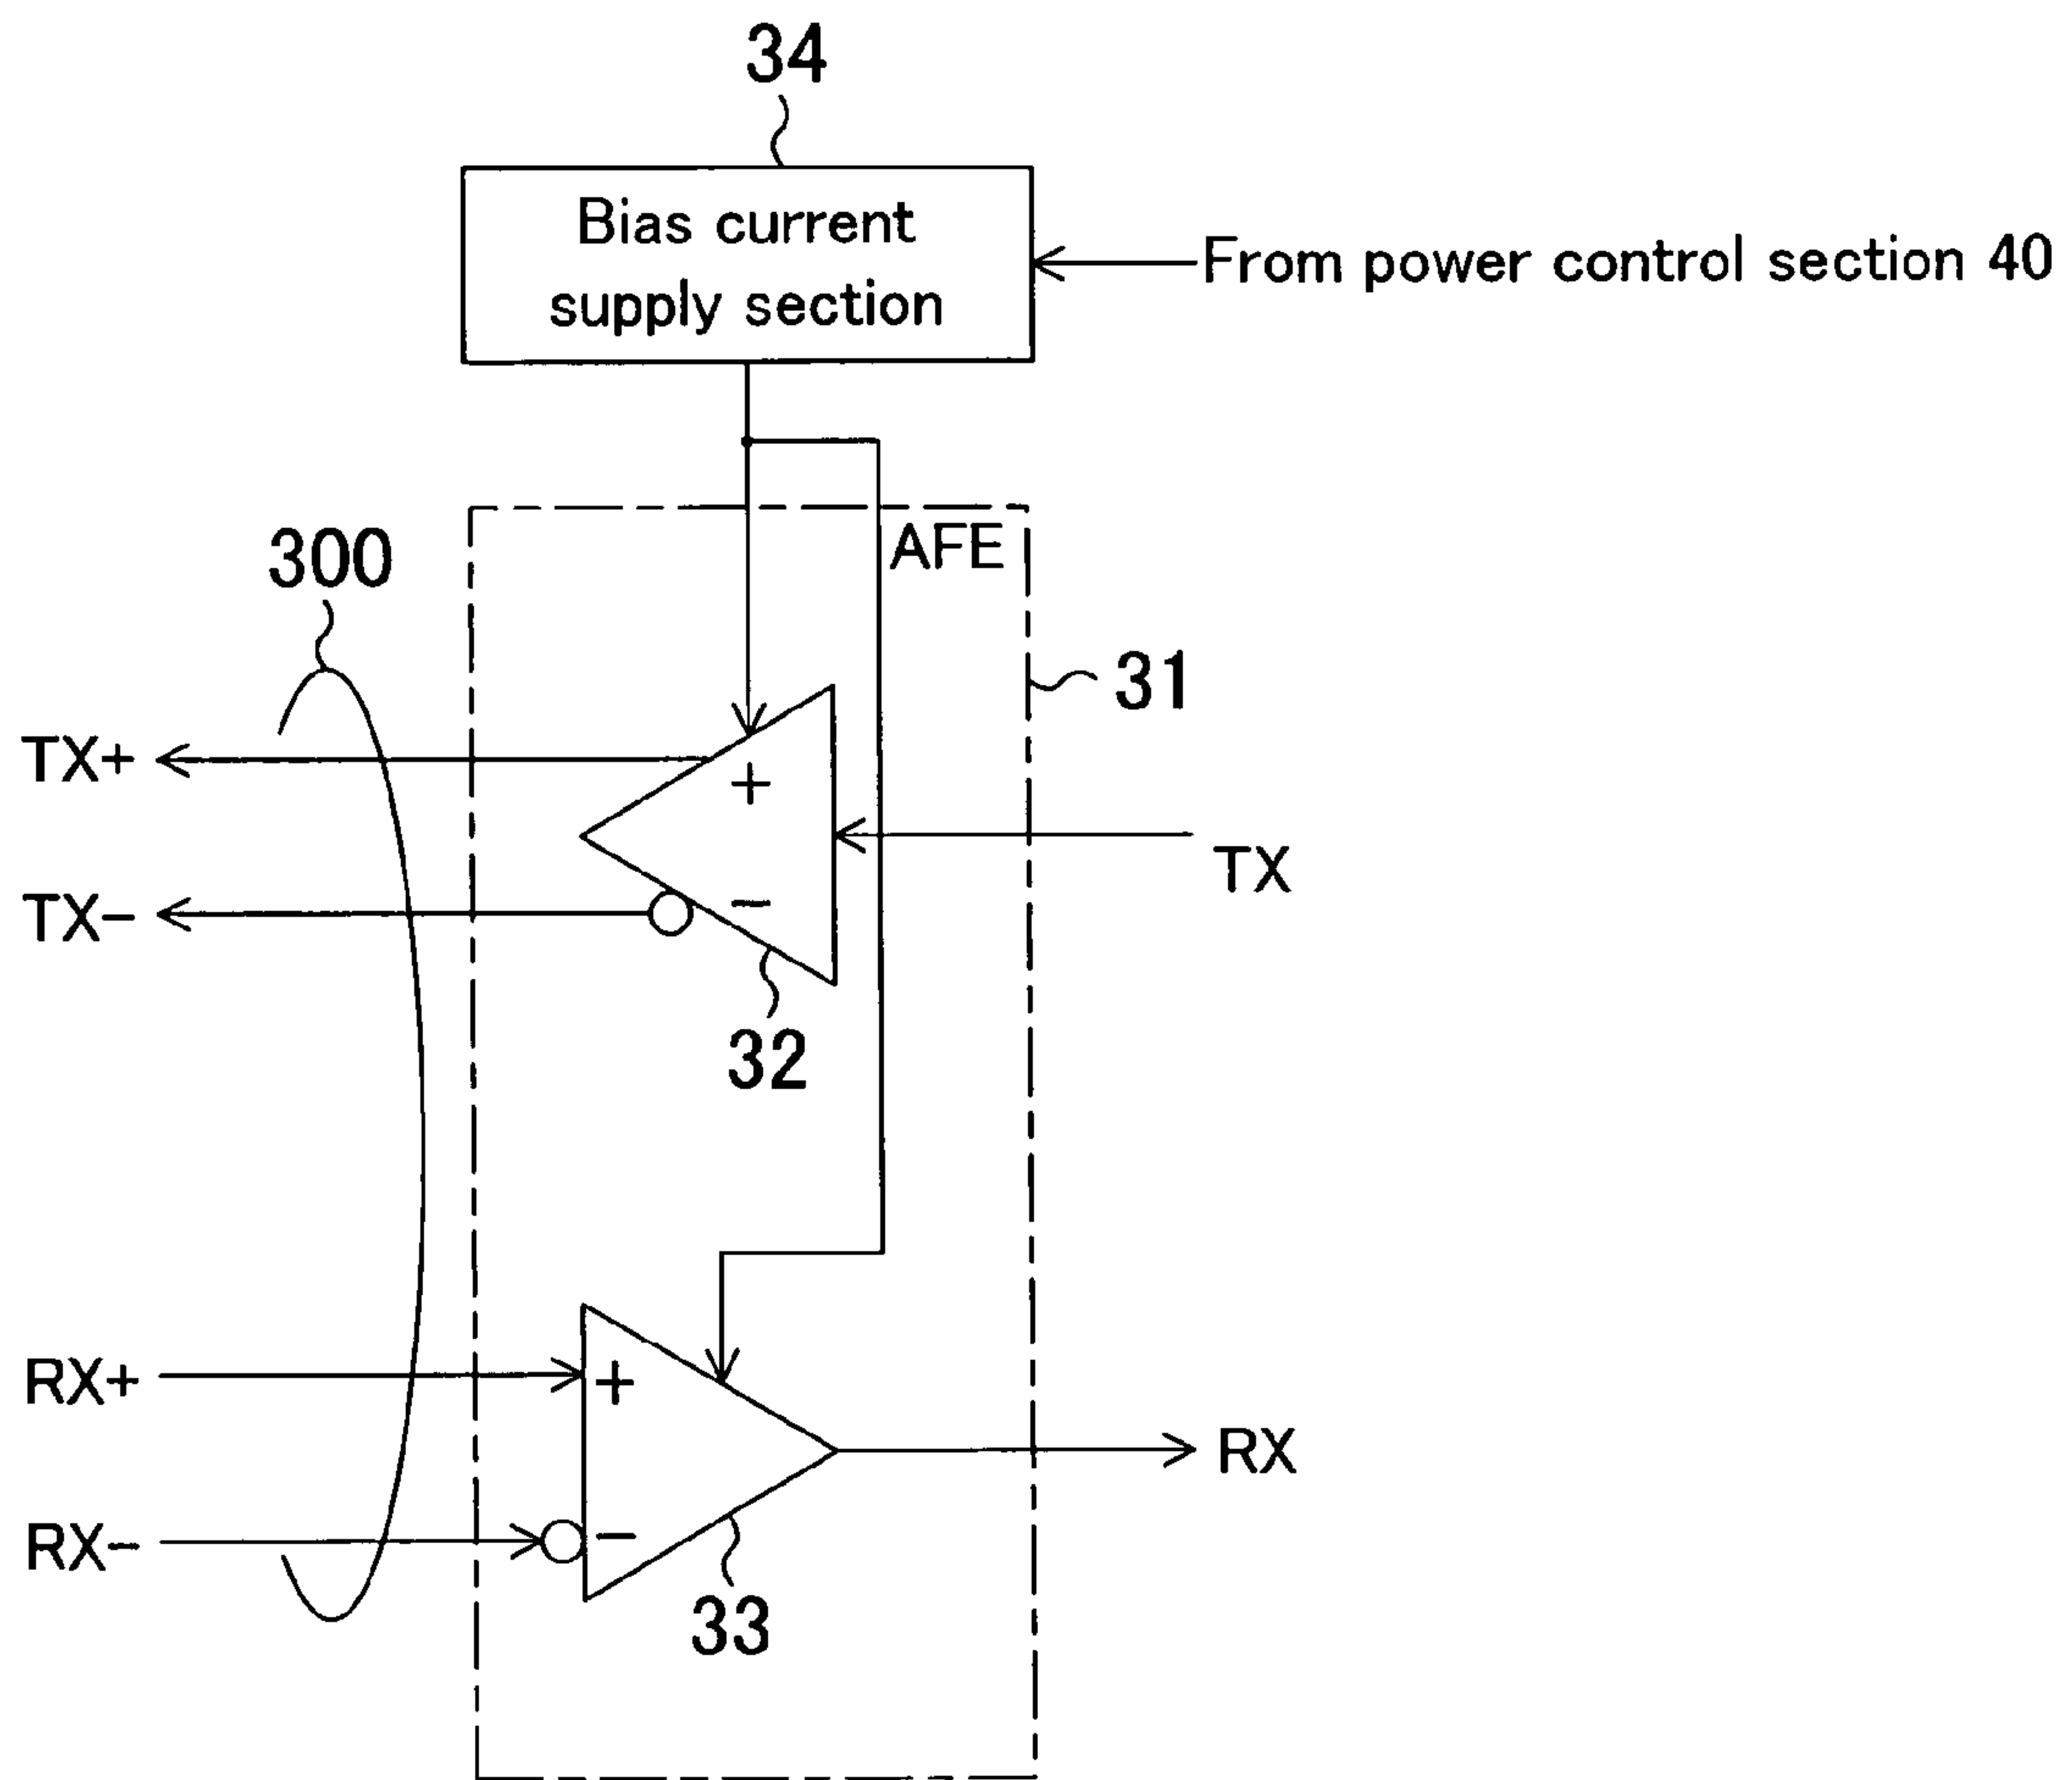 34
Bias current
supply section
From power control section 40
AFE
300
31
TX+
+
TX
TX-
-
32
RX+
+
RX
RX-
-
33